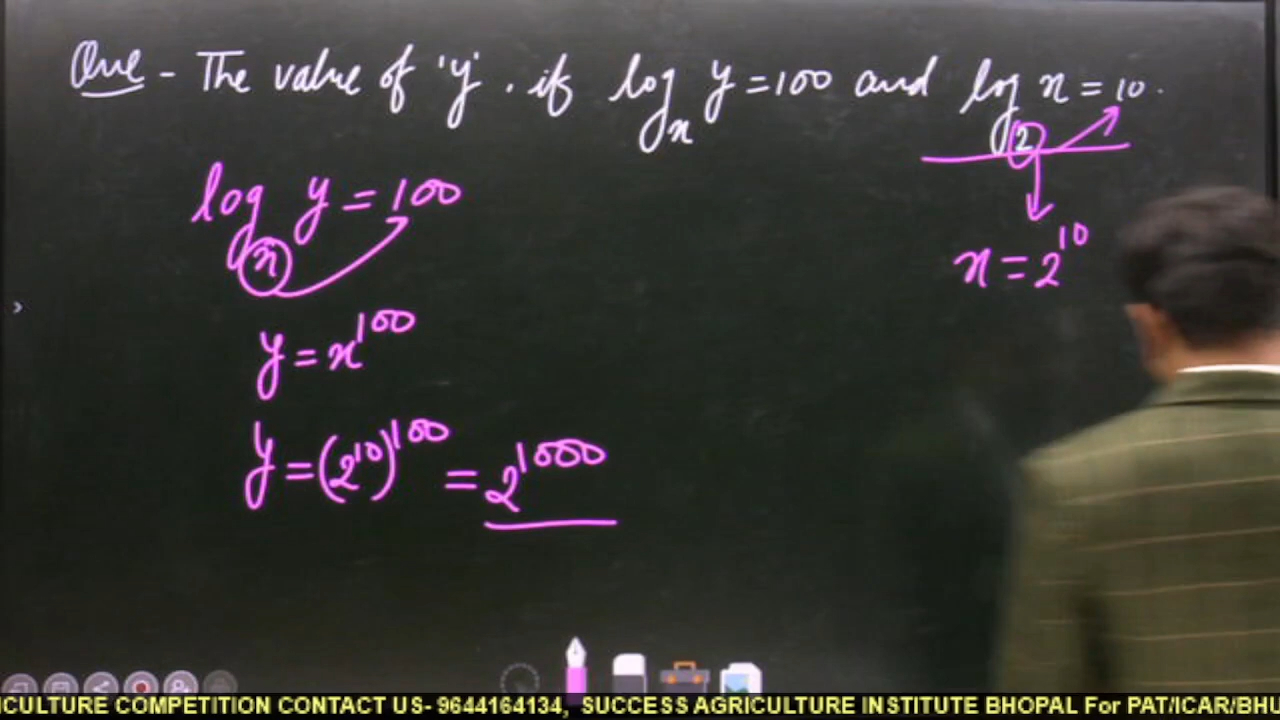 Que - The value of 'y'. if log_x y = 100 and log_2 x = 10.
log_x y = 100
x = 2^10
y = x^100
y = (2^10)^100 = 2^1000
ICULTURE COMPETITION CONTACT US- 9644164134, SUCCESS AGRICULTURE INSTITUTE BHOPAL For PAT/ICAR/BHU